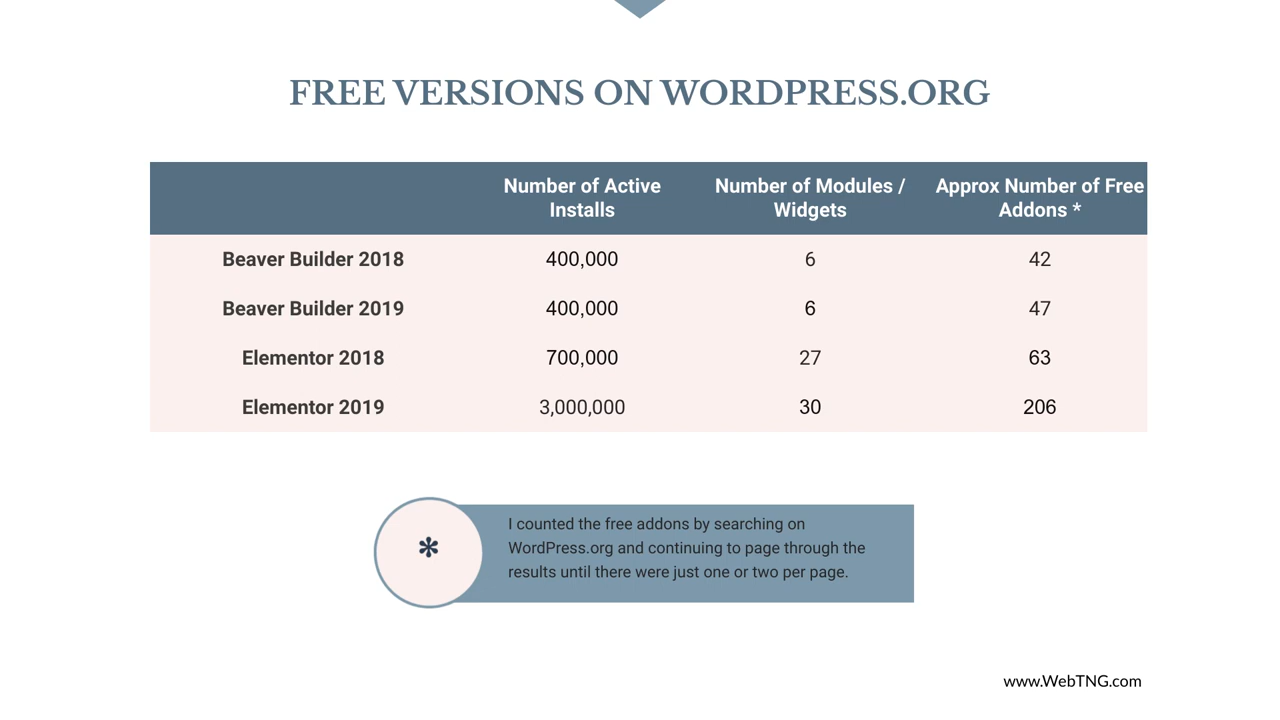 FREE VERSIONS ON WORDPRESS.ORG
Number of Active Installs Number of Modules / Widgets Approx Number of Free Addons *
Beaver Builder 2018 400,000 6 42
Beaver Builder 2019 400,000 6 47
Elementor 2018 700,000 27 63
Elementor 2019 3,000,000 30 206
*
I counted the free addons by searching on
WordPress.org and continuing to page through the
results until there were just one or two per page.
www.WebTNG.com